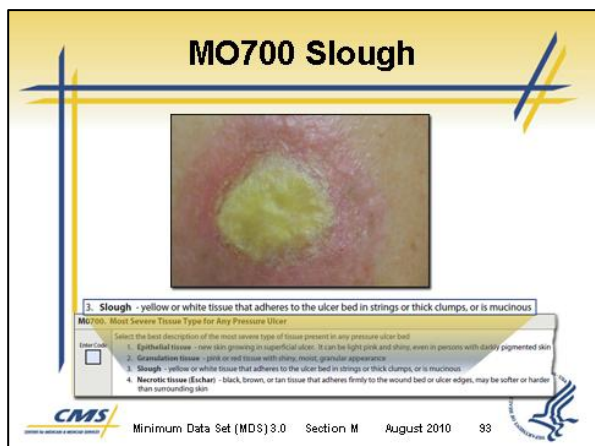 MO700 Slough
3. Slough - yellow or white tissue that adheres to the ulcer bed in strings or thick clumps, or is mucinous
M0700. Most Severe Tissue Type for Any Pressure Ulcer
Select the best description of the most severe type of tissue present in any pressure ulcer bed
Enter Code
1. Epithelial tissue - new skin growing in superficial ulcer. It can be light pink and shiny, even in persons with darkly pigmented skin
2. Granulation tissue - pink or red tissue with shiny, moist, granular appearance
3. Slough - yellow or white tissue that adheres to the ulcer bed in strings or thick clumps, or is mucinous
4. Necrotic tissue (Eschar) - black, brown, or tan tissue that adheres firmly to the wound bed or ulcer edges, may be softer or harder
than surrounding skin
CMS
CENTERS for MEDICARE & MEDICAID SERVICES
Minimum Data Set (MDS) 3.0 Section M August 2010 93